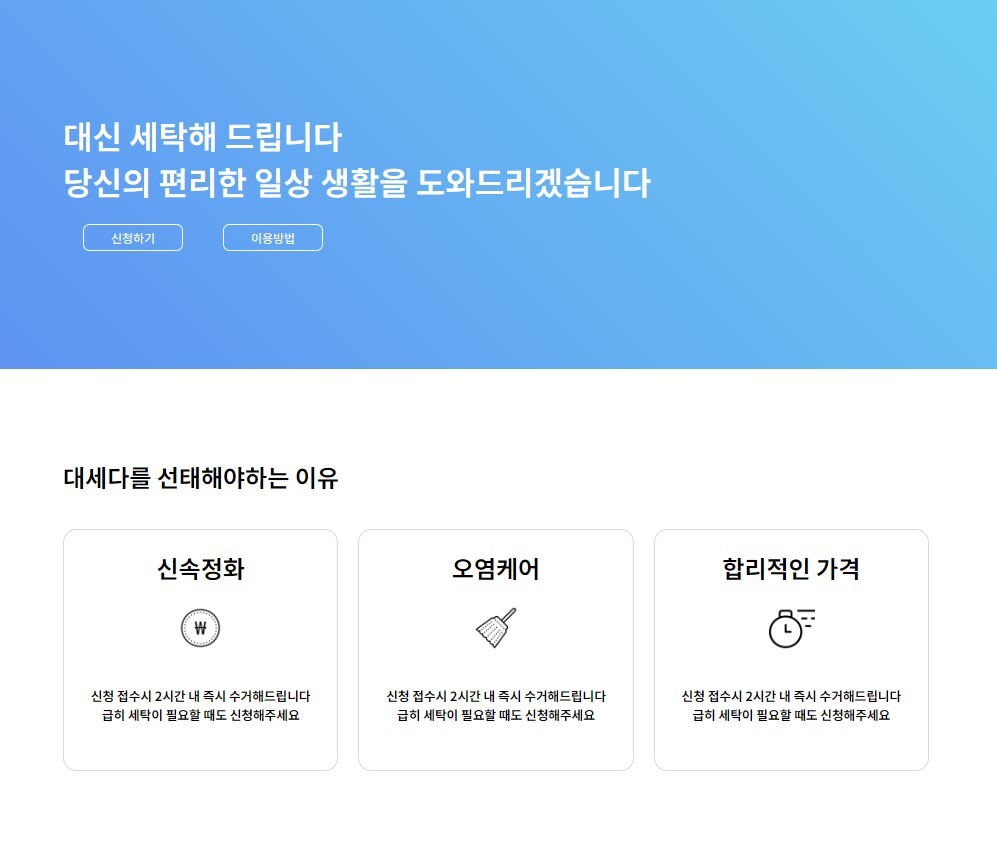 대신 세탁해 드립니다
당신의 편리한 일상 생활을 도와드리겠습니다
신청하기
이용방법
대세다를 선태해야하는 이유
신속정화
오염케어
합리적인 가격
₩
신청 접수시 2시간 내 즉시 수거해드립니다
급히 세탁이 필요할 때도 신청해주세요
신청 접수시 2시간 내 즉시 수거해드립니다
급히 세탁이 필요할 때도 신청해주세요
신청 접수시 2시간 내 즉시 수거해드립니다
급히 세탁이 필요할 때도 신청해주세요